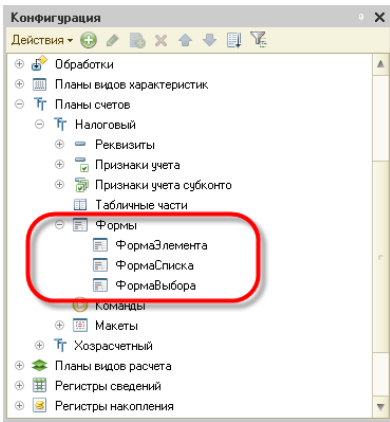 Конфигурация
Действия
Обработки
Планы видов характеристик
Планы счетов
Налоговый
Реквизиты
Признаки учета
Признаки учета субконто
Табличные части
Формы
ФормаЭлемента
ФормаСписка
ФормаВыбора
Команды
Макеты
Хозрасчетный
Планы видов расчета
Регистры сведений
Регистры накопления